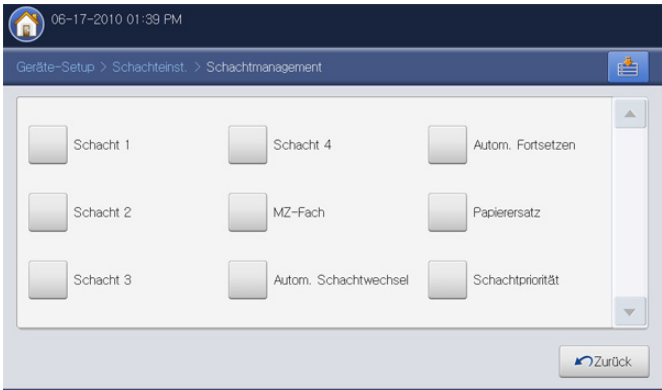 06-17-2010 01:39 PM
Geräte-Setup > Schachteinst. > Schachtmanagement
Schacht 1
Schacht 4
Autom. Fortsetzen
Schacht 2
MZ-Fach
Papierersatz
Schacht 3
Autom. Schachtwechsel
Schachtpriorität
Zurück